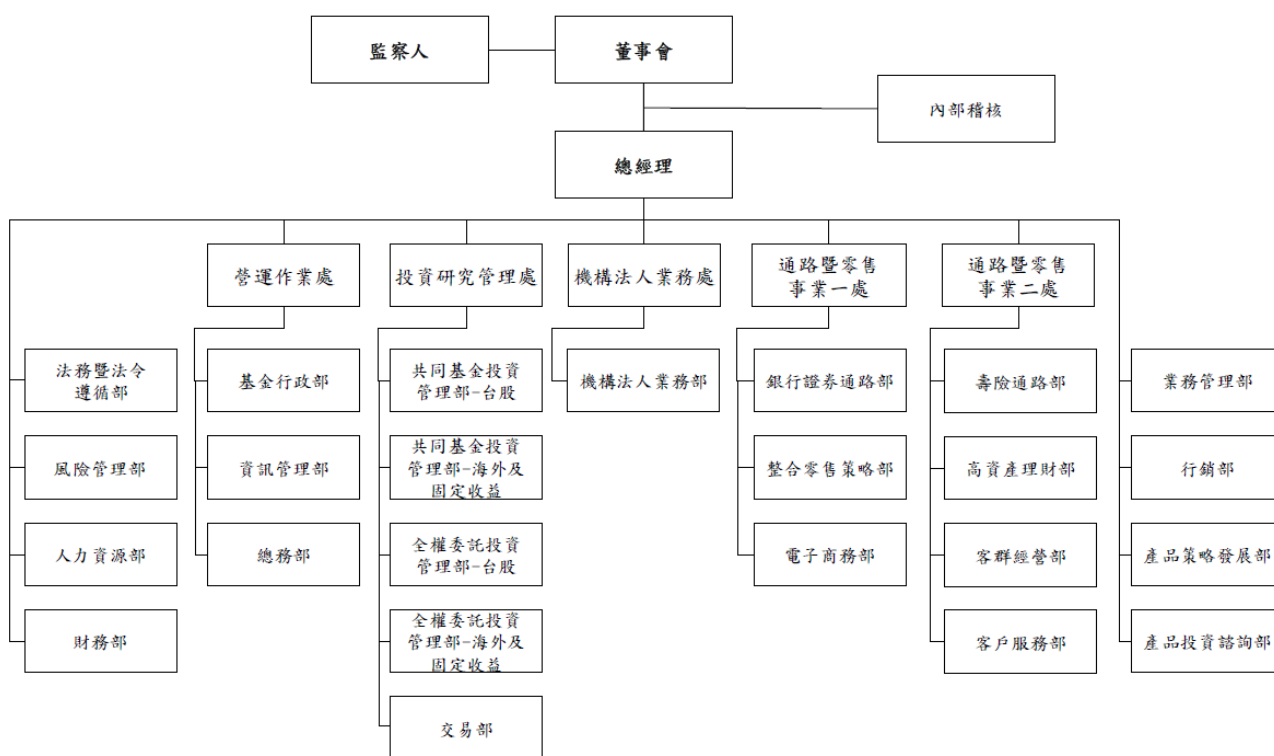 監察人
董事會
內部稽核
總經理
營運作業處
投資研究管理處
機構法人業務處
通路暨零售
事業一處
通路暨零售
事業二處
法務暨法令
遵循部
風險管理部
人力資源部
財務部
基金行政部
資訊管理部
總務部
共同基金投資
管理部-台股
共同基金投資
管理部-海外及
固定收益
全權委託投資
管理部-台股
全權委託投資
管理部-海外及
固定收益
交易部
機構法人業務部
銀行證券通路部
整合零售策略部
電子商務部
壽險通路部
高資產理財部
客群經營部
客戶服務部
業務管理部
行銷部
產品策略發展部
產品投資諮詢部